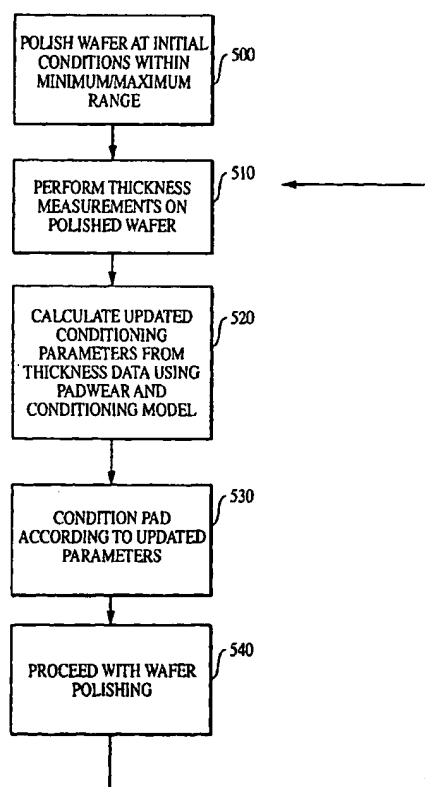 POLISH WAFER AT INITIAL
CONDITIONS WITHIN
MINIMUM/MAXIMUM
RANGE
500
PERFORM THICKNESS
MEASUREMENTS ON
POLISHED WAFER
510
CALCULATE UPDATED
CONDITIONING
PARAMETERS FROM
THICKNESS DATA USING
PADWEAR AND
CONDITIONING MODEL
520
CONDITION PAD
ACCORDING TO UPDATED
PARAMETERS
530
PROCEED WITH WAFER
POLISHING
540